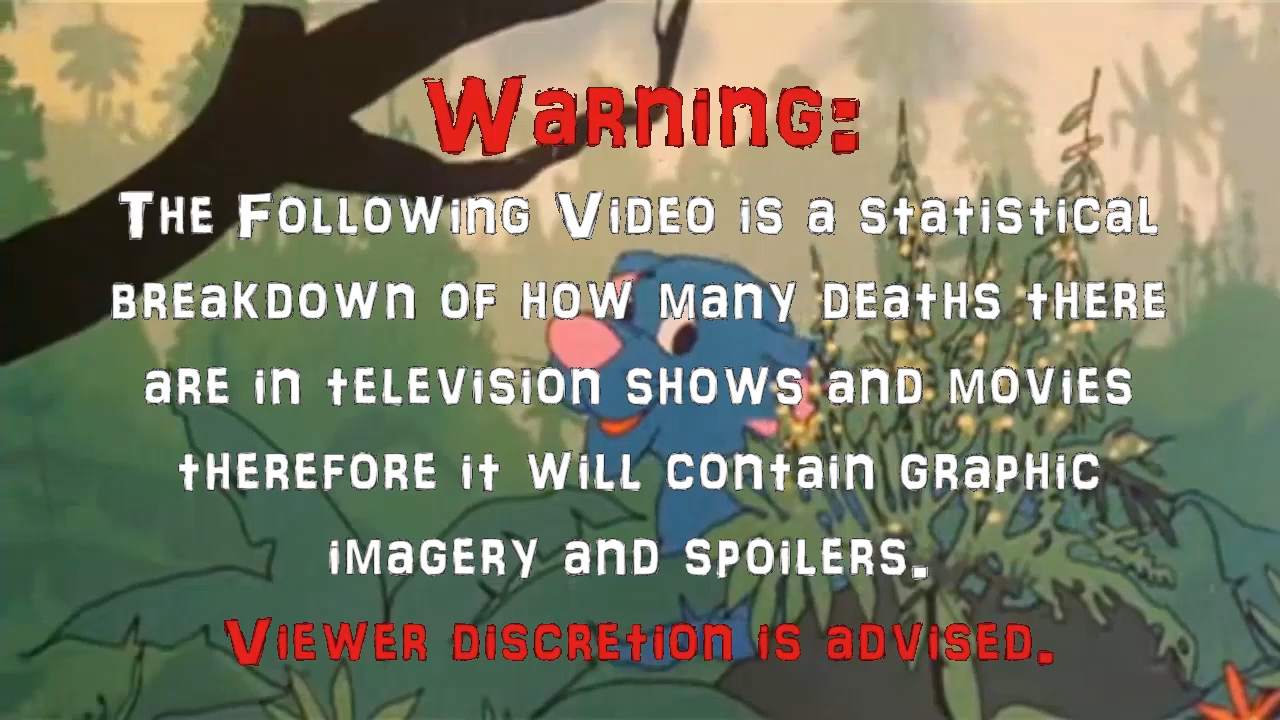 Warning:
The Following Video is a statistical
breakdown of how many deaths there
are in television shows and movies
therefore it will contain graphic
imagery and spoilers.
Viewer discretion is advised.